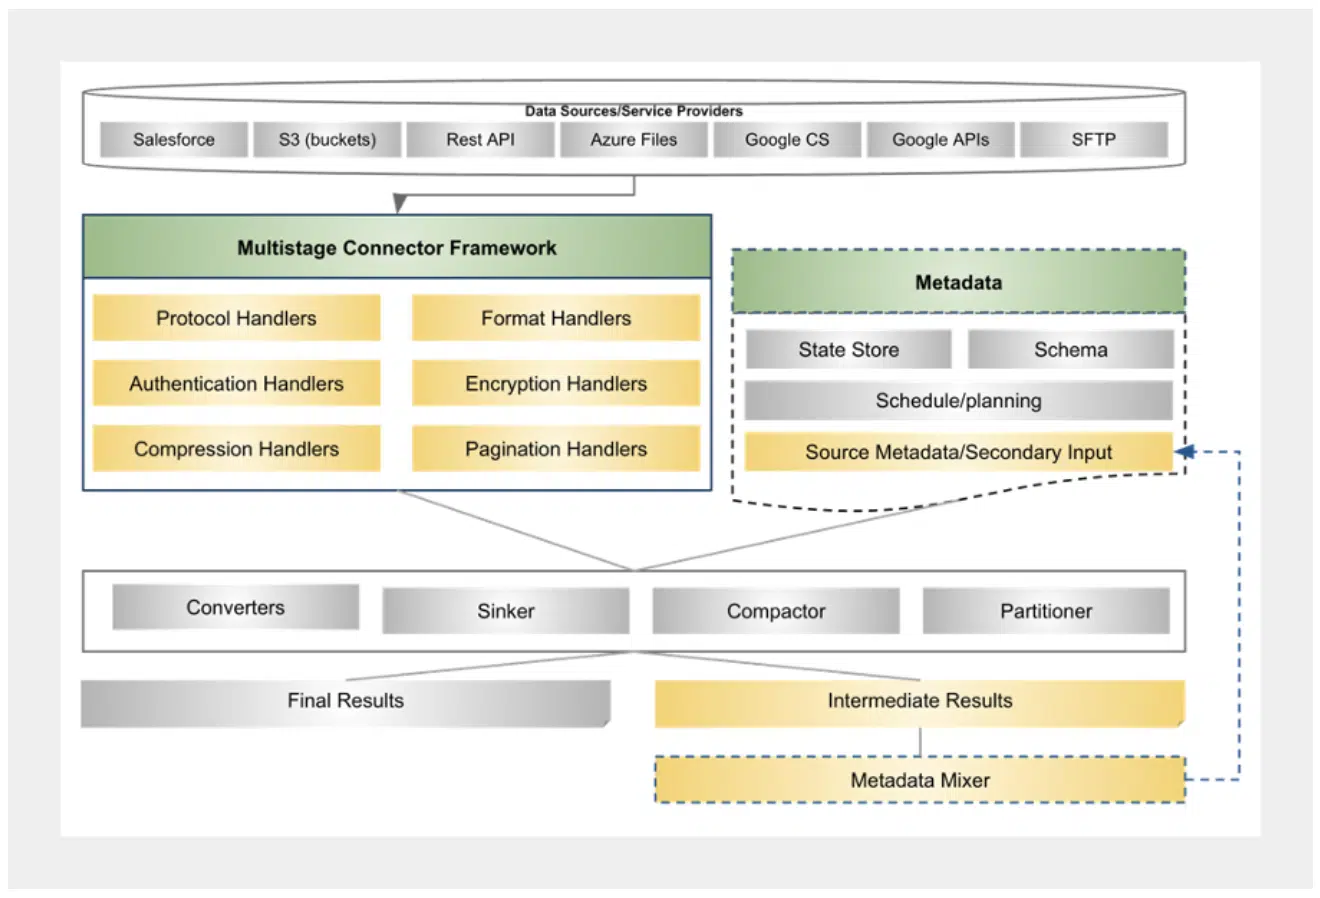 Data Sources/Service Providers
Salesforce
S3 (buckets)
Rest API
Azure Files
Google CS
Google APIs
SFTP
Multistage Connector Framework
Protocol Handlers
Format Handlers
Authentication Handlers
Encryption Handlers
Compression Handlers
Pagination Handlers
Metadata
State Store
Schema
Schedule/planning
Source Metadata/Secondary Input
Converters
Sinker
Compactor
Partitioner
Final Results
Intermediate Results
Metadata Mixer